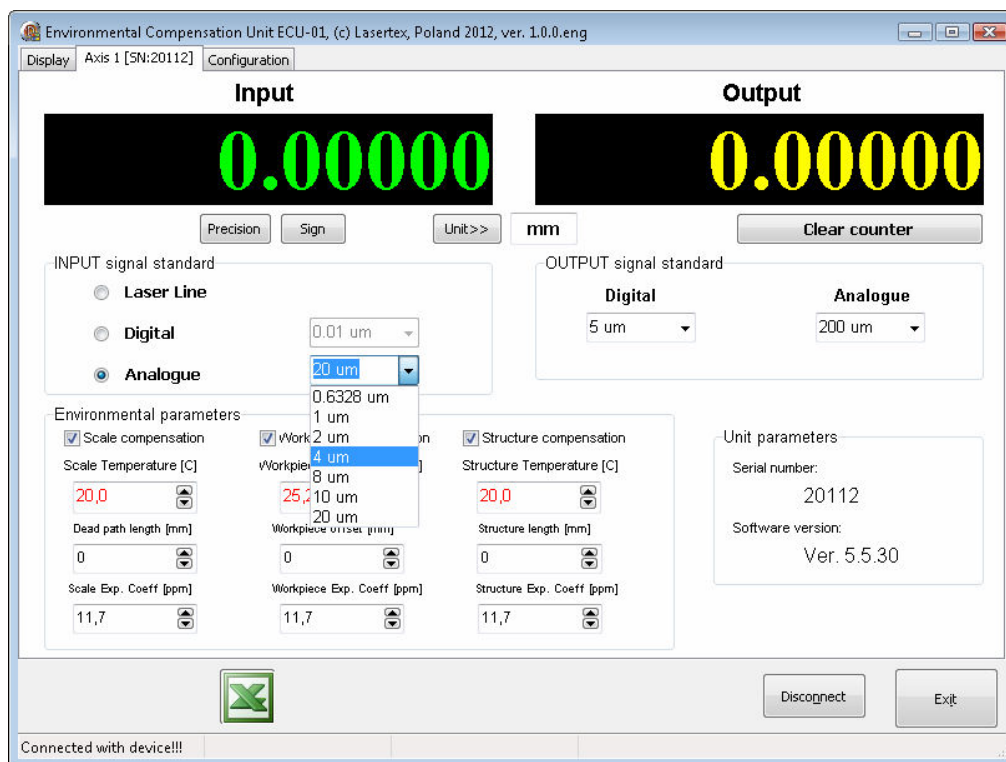 Environmental Compensation Unit ECU-01, (c) Lasertex, Poland 2012, ver. 1.0.0.eng
Display Axis 1 [SN:20112] Configuration
Input Output
0.00000 0.00000
Precision Sign Unit>> mm Clear counter
INPUT signal standard OUTPUT signal standard
Laser Line Digital Analogue
Digital 0.01 um 5 um 200 um
Analogue 20 um
0.6328 um
1 um
2 um
4 um
8 um
10 um
20 um
Environmental parameters
Scale compensation Structure compensation Unit parameters
Scale Temperature [C] Structure Temperature [C] Serial number:
20,0 20,0 20112
Dead path length [mm] Workpiece offset [mm] Structure length [mm] Software version:
0 0 0 Ver. 5.5.30
Scale Exp. Coeff [ppm] Workpiece Exp. Coeff [ppm] Structure Exp. Coeff [ppm]
11,7 11,7 11,7
Disconnect Exit
Connected with device!!!